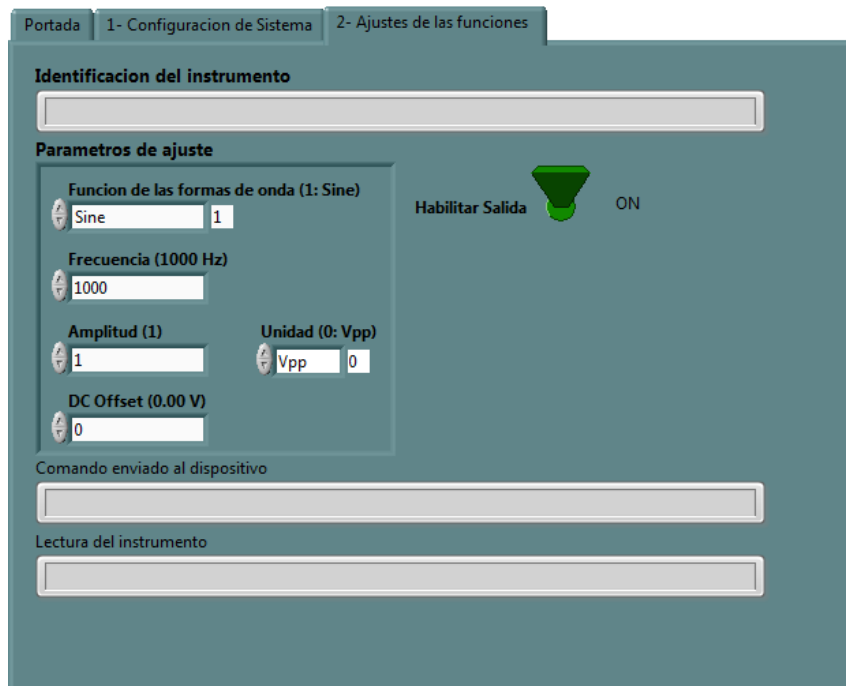 Portada
1- Configuracion de Sistema
2- Ajustes de las funciones
Identificacion del instrumento
Parametros de ajuste
Funcion de las formas de onda (1: Sine)
Sine 1
Habilitar Salida ON
Frecuencia (1000 Hz)
1000
Amplitud (1) Unidad (0: Vpp)
1 Vpp 0
DC Offset (0.00 V)
0
Comando enviado al dispositivo
Lectura del instrumento